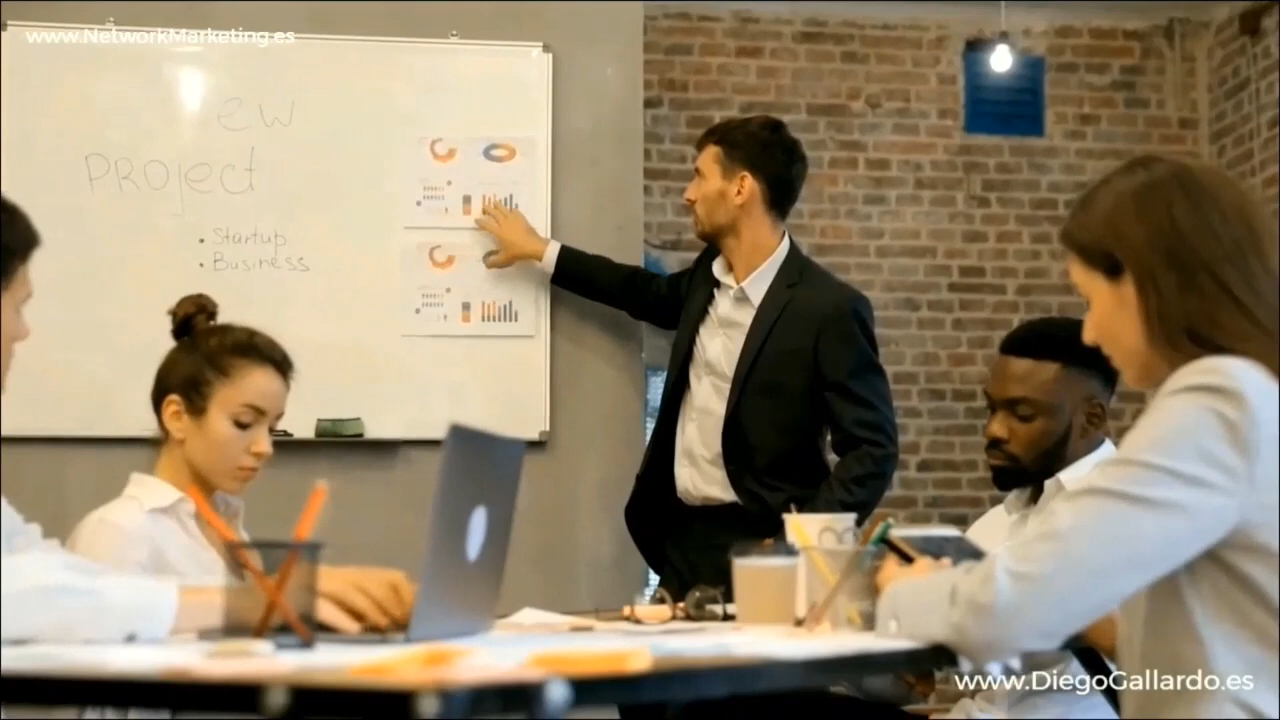 www.NetworkMarketing.es
ew
PROject
• Startup
• Business
www.DiegoGallardo.es